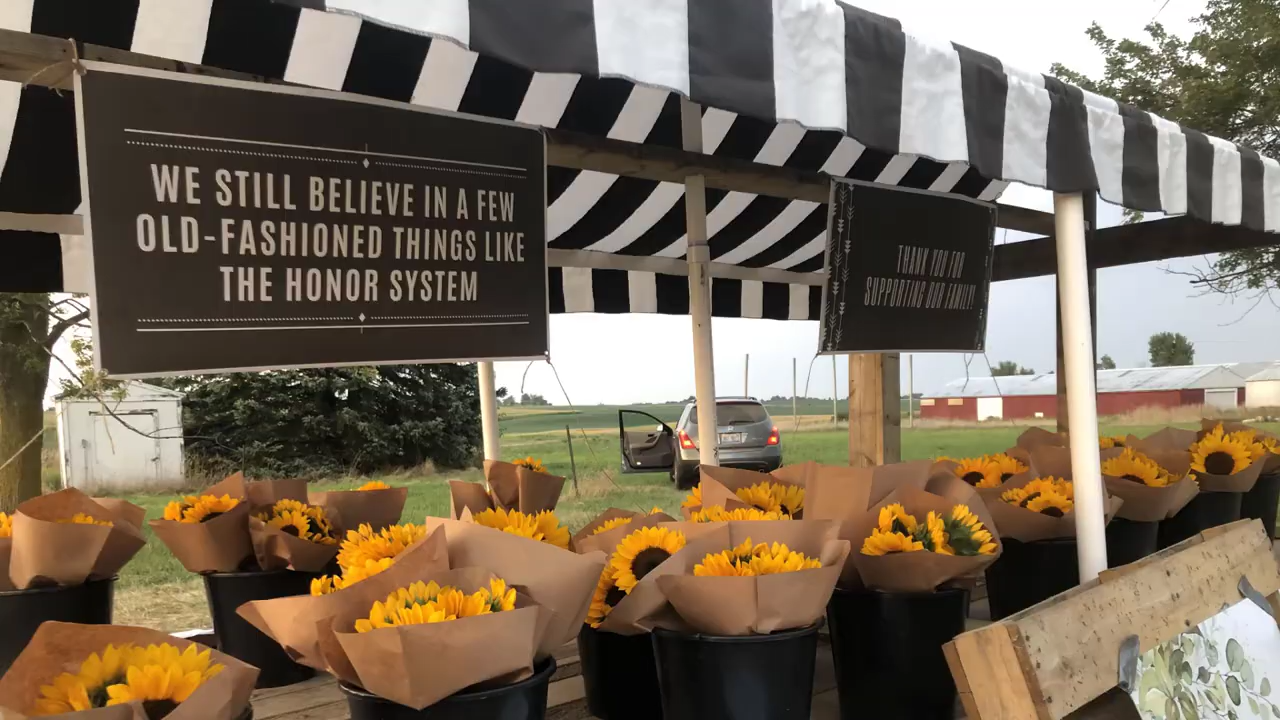 WE STILL BELIEVE IN A FEW
OLD-FASHIONED THINGS LIKE
THE HONOR SYSTEM
THANK YOU FOR
SUPPORTING OUR FAMILY!